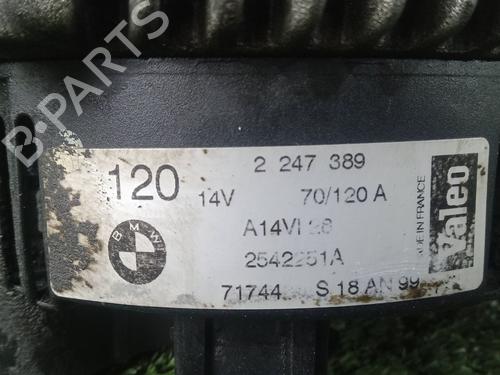 B-PARTS
120
2 247 389
14V 70/120 A
A14VI 26
2542251A
71744 S 18 AN 99
BMW
MADE IN FRANCE
Valeo